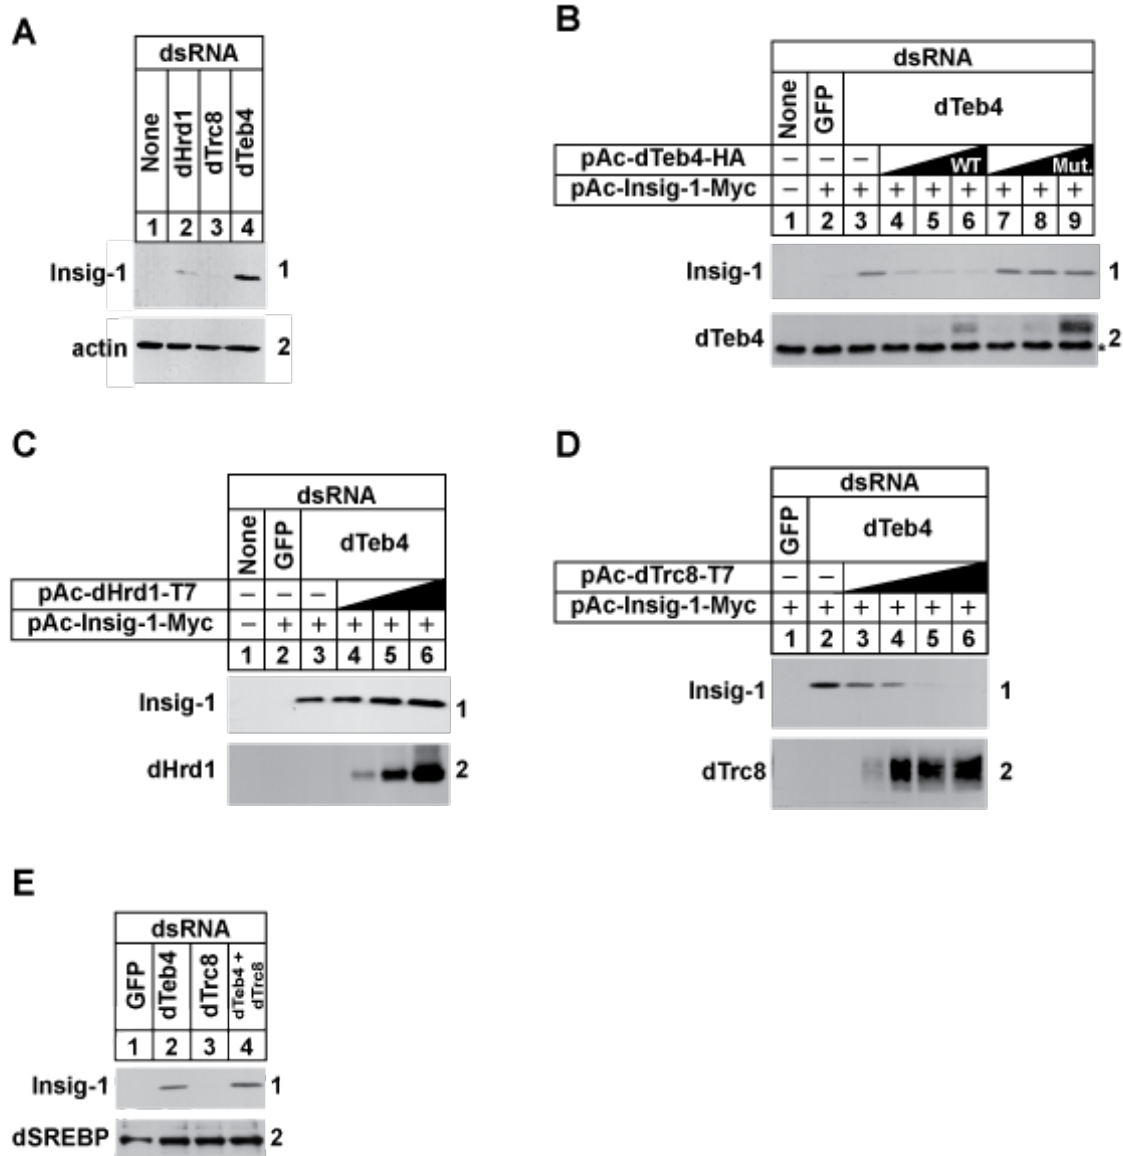 A
dsRNA
None dHrd1 dTrc8 dTeb4
1 2 3 4
Insig-1 1
actin 2
B
dsRNA
None GFP dTeb4
pAc-dTeb4-HA – – – WT Mut.
pAc-Insig-1-Myc – + + + + + + + +
1 2 3 4 5 6 7 8 9
Insig-1 1
dTeb4 * 2
C
dsRNA
None GFP dTeb4
pAc-dHrd1-T7 – – –
pAc-Insig-1-Myc – + + + + +
1 2 3 4 5 6
Insig-1 1
dHrd1 2
D
dsRNA
GFP dTeb4
pAc-dTrc8-T7 – –
pAc-Insig-1-Myc + + + + + +
1 2 3 4 5 6
Insig-1 1
dTrc8 2
E
dsRNA
GFP dTeb4 dTrc8 dTeb4 + dTrc8
1 2 3 4
Insig-1 1
dSREBP 2